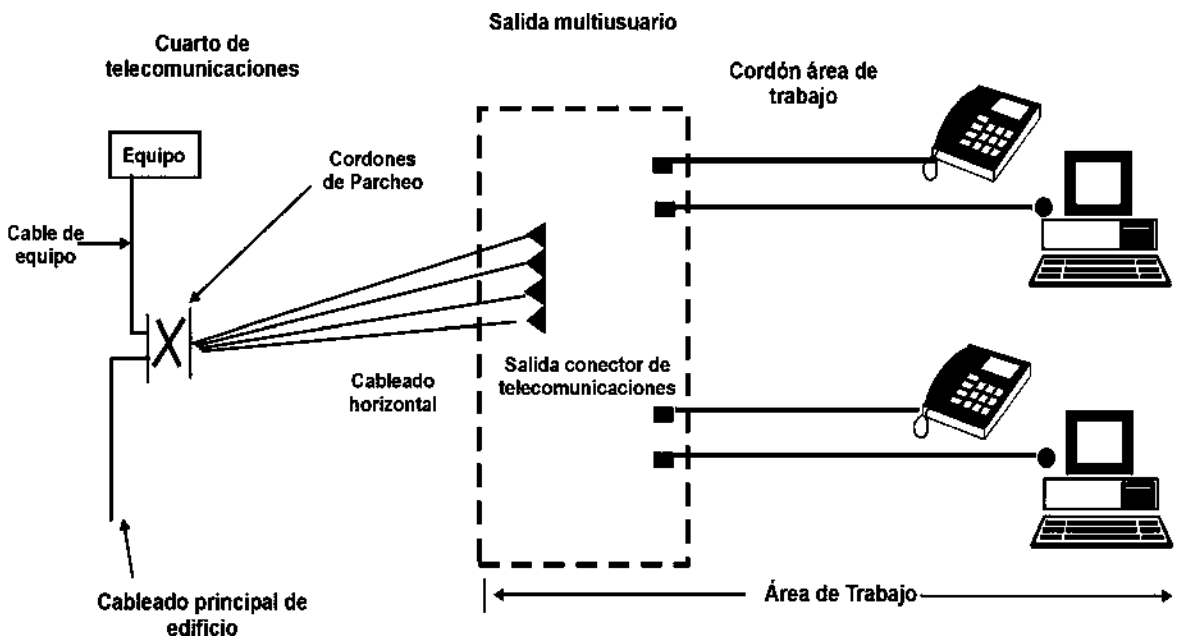 Salida multiusuario
Cuarto de
telecomunicaciones
Cordón área de
trabajo
Equipo
Cordones
de Parcheo
Cable de
equipo
Salida conector de
telecomunicaciones
Cableado
horizontal
Área de Trabajo
Cableado principal de
edificio